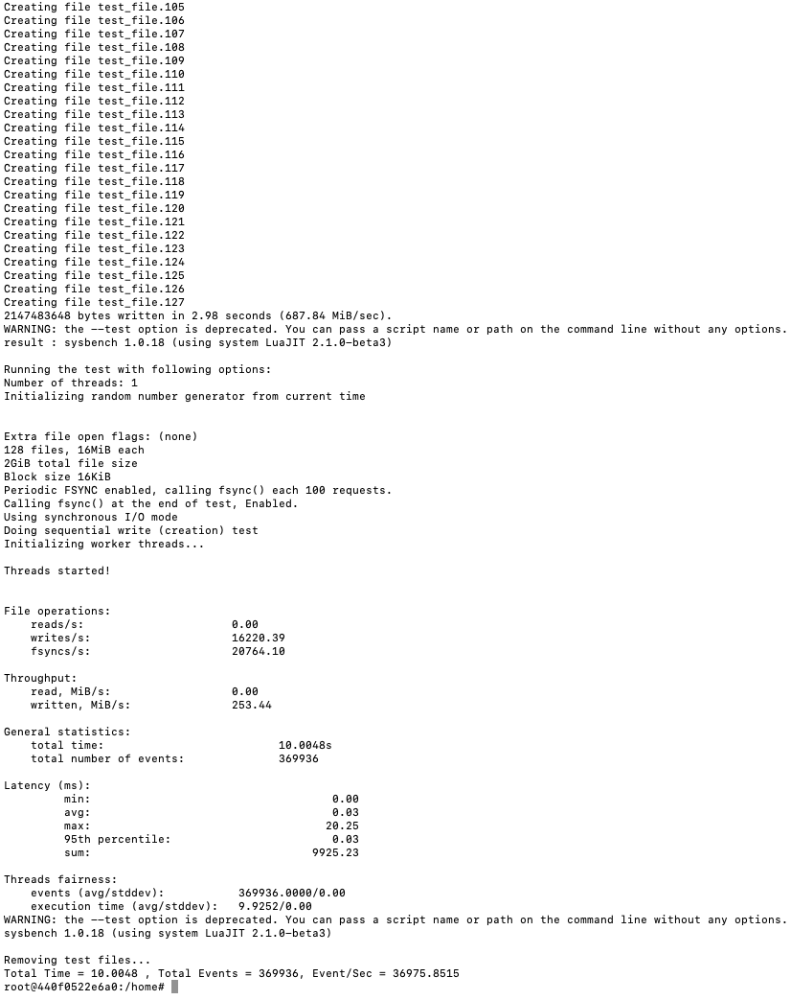 Creating file test_file.105
Creating file test_file.106
Creating file test_file.107
Creating file test_file.108
Creating file test_file.109
Creating file test_file.110
Creating file test_file.111
Creating file test_file.112
Creating file test_file.113
Creating file test_file.114
Creating file test_file.115
Creating file test_file.116
Creating file test_file.117
Creating file test_file.118
Creating file test_file.119
Creating file test_file.120
Creating file test_file.121
Creating file test_file.122
Creating file test_file.123
Creating file test_file.124
Creating file test_file.125
Creating file test_file.126
Creating file test_file.127
2147483648 bytes written in 2.98 seconds (687.84 MiB/sec).
WARNING: the --test option is deprecated. You can pass a script name or path on the command line without any options.
result : sysbench 1.0.18 (using system LuaJIT 2.1.0-beta3)

Running the test with following options:
Number of threads: 1
Initializing random number generator from current time


Extra file open flags: (none)
128 files, 16MiB each
2GiB total file size
Block size 16KiB
Periodic FSYNC enabled, calling fsync() each 100 requests.
Calling fsync() at the end of test, Enabled.
Using synchronous I/O mode
Doing sequential write (creation) test
Initializing worker threads...

Threads started!


File operations:
    reads/s:                      0.00
    writes/s:                     16220.39
    fsyncs/s:                     20764.10

Throughput:
    read, MiB/s:                  0.00
    written, MiB/s:               253.44

General statistics:
    total time:                          10.0048s
    total number of events:              369936

Latency (ms):
         min:                                    0.00
         avg:                                    0.03
         max:                                   20.25
         95th percentile:                        0.03
         sum:                                 9925.23

Threads fairness:
    events (avg/stddev):           369936.0000/0.00
    execution time (avg/stddev):   9.9252/0.00
WARNING: the --test option is deprecated. You can pass a script name or path on the command line without any options.
sysbench 1.0.18 (using system LuaJIT 2.1.0-beta3)

Removing test files...
Total Time = 10.0048 , Total Events = 369936, Event/Sec = 36975.8515
root@440f0522e6a0:/home#